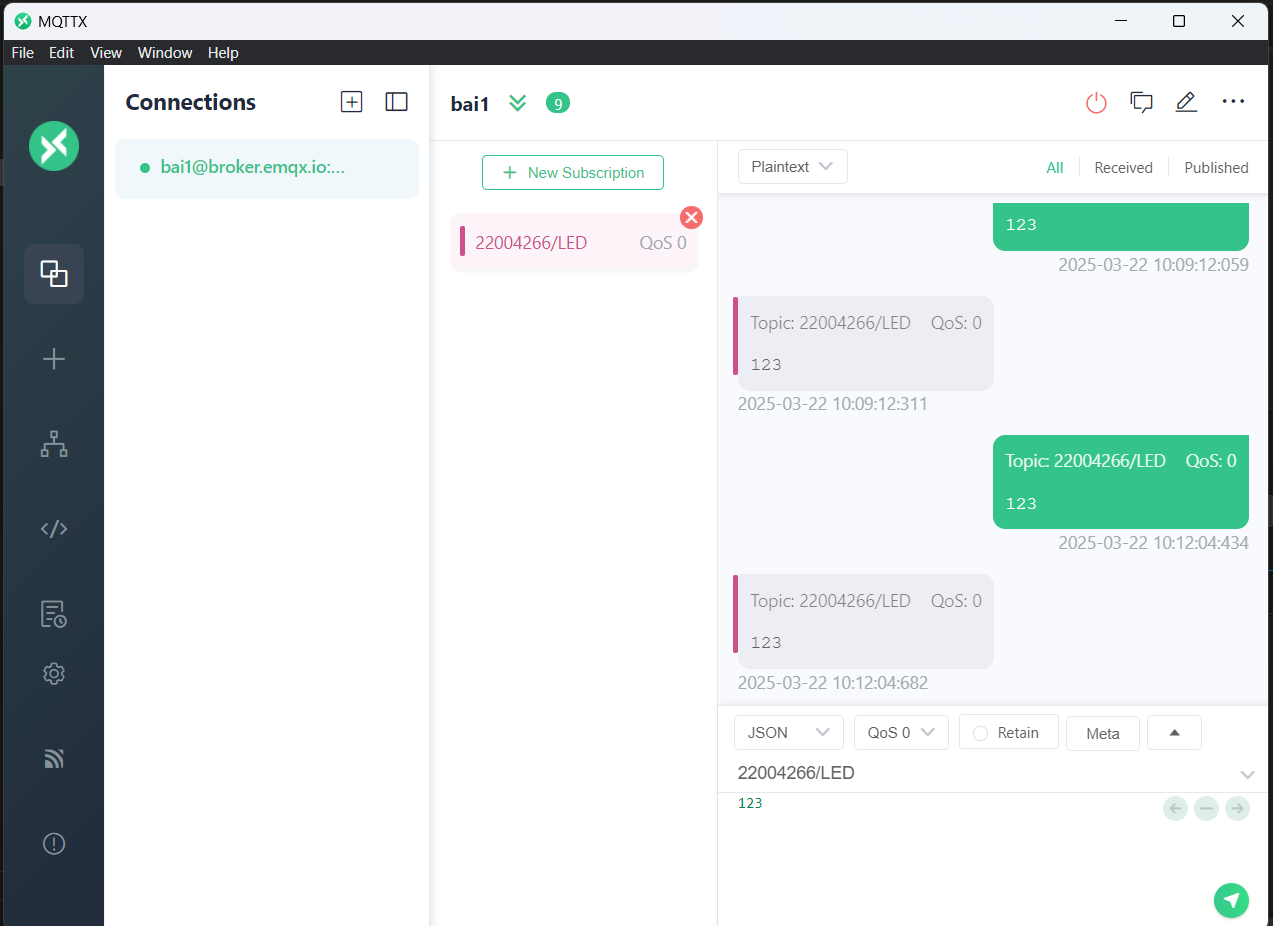 MQTTX
File Edit View Window Help
Connections
bai1@broker.emqx.io:...
bai1 9
New Subscription
22004266/LED QoS 0
Plaintext
All Received Published
123
2025-03-22 10:09:12:059
Topic: 22004266/LED QoS: 0
123
2025-03-22 10:09:12:311
Topic: 22004266/LED QoS: 0
123
2025-03-22 10:12:04:434
Topic: 22004266/LED QoS: 0
123
2025-03-22 10:12:04:682
JSON QoS 0 Retain Meta
22004266/LED
123